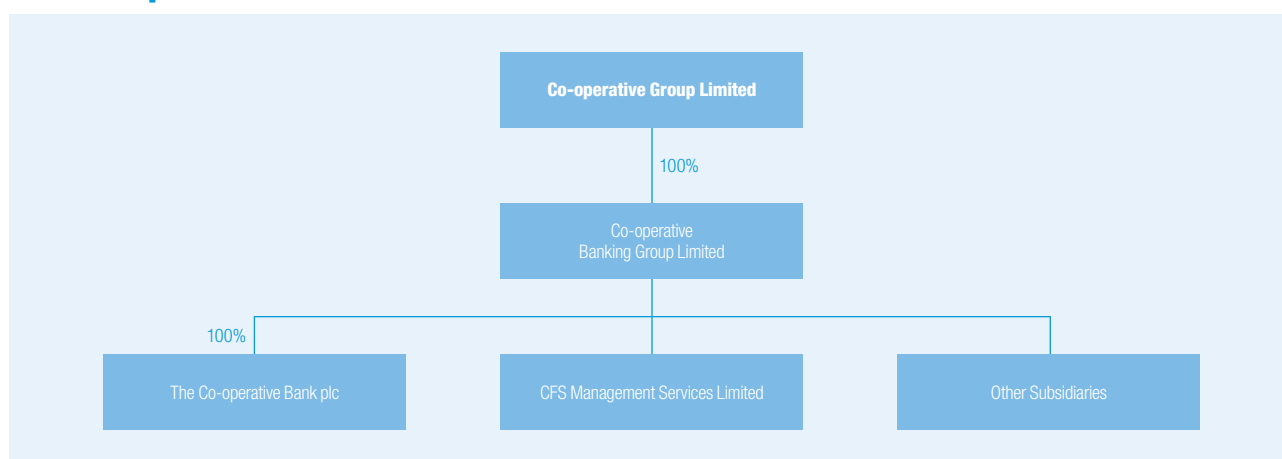 Co-operative Group Limited
100%
Co-operative
Banking Group Limited
100%
The Co-operative Bank plc
CFS Management Services Limited
Other Subsidiaries